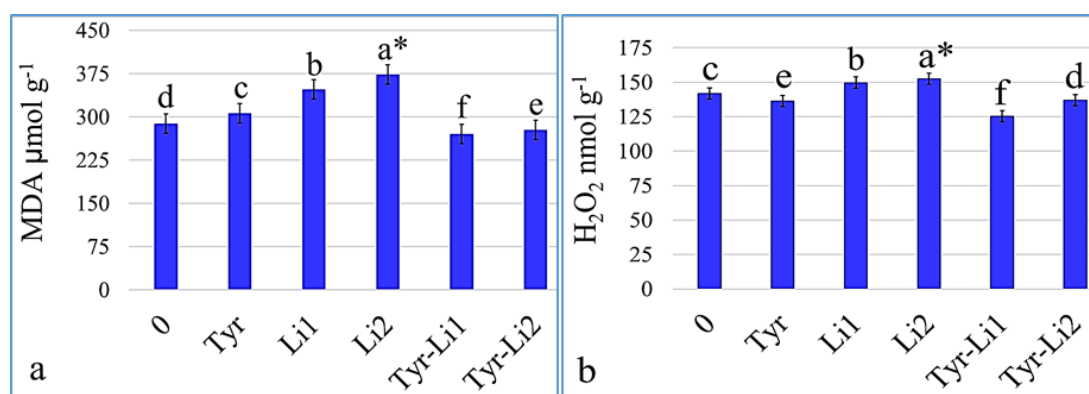 MDA µmol g-1
450
375
300
225
150
75
0
d
c
b
a*
f
e
0
Tyr
Li1
Li2
Tyr-Li1
Tyr-Li2
a
H2O2 nmol g-1
175
150
125
100
75
50
25
0
c
e
b
a*
f
d
0
Tyr
Li1
Li2
Tyr-Li1
Tyr-Li2
b